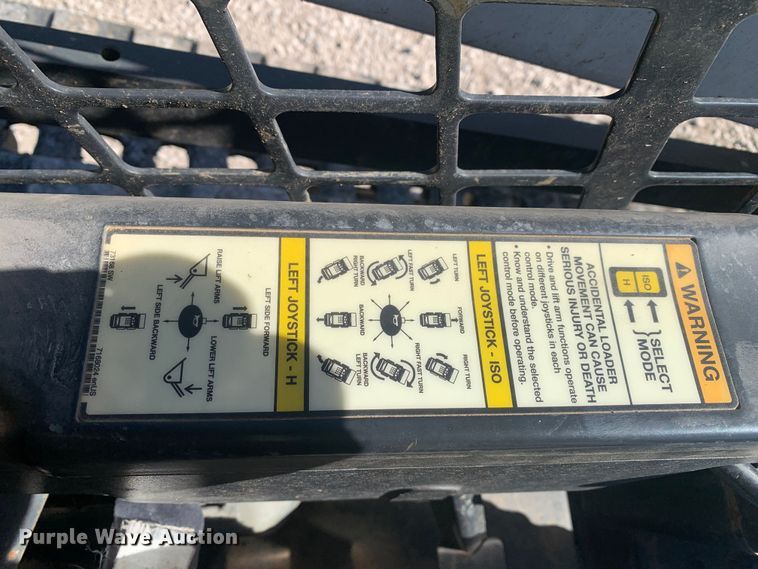 WARNING
ISO
H
SELECT
MODE
ACCIDENTAL LOADER
MOVEMENT CAN CAUSE
SERIOUS INJURY OR DEATH
• Drive and lift arm functions operate
on different joysticks in each
control mode.
• Know and understand the selected
control mode before operating.
LEFT JOYSTICK - ISO
LEFT TURN
FORWARD
RIGHT TURN
LEFT FAST TURN
RIGHT FAST TURN
BACKWARD
RIGHT TURN
BACKWARD
BACKWARD
LEFT TURN
LEFT JOYSTICK - H
LEFT SIDE FORWARD
RAISE LIFT ARMS
LOWER LIFT ARMS
LEFT SIDE BACKWARD
Purple Wave Auction